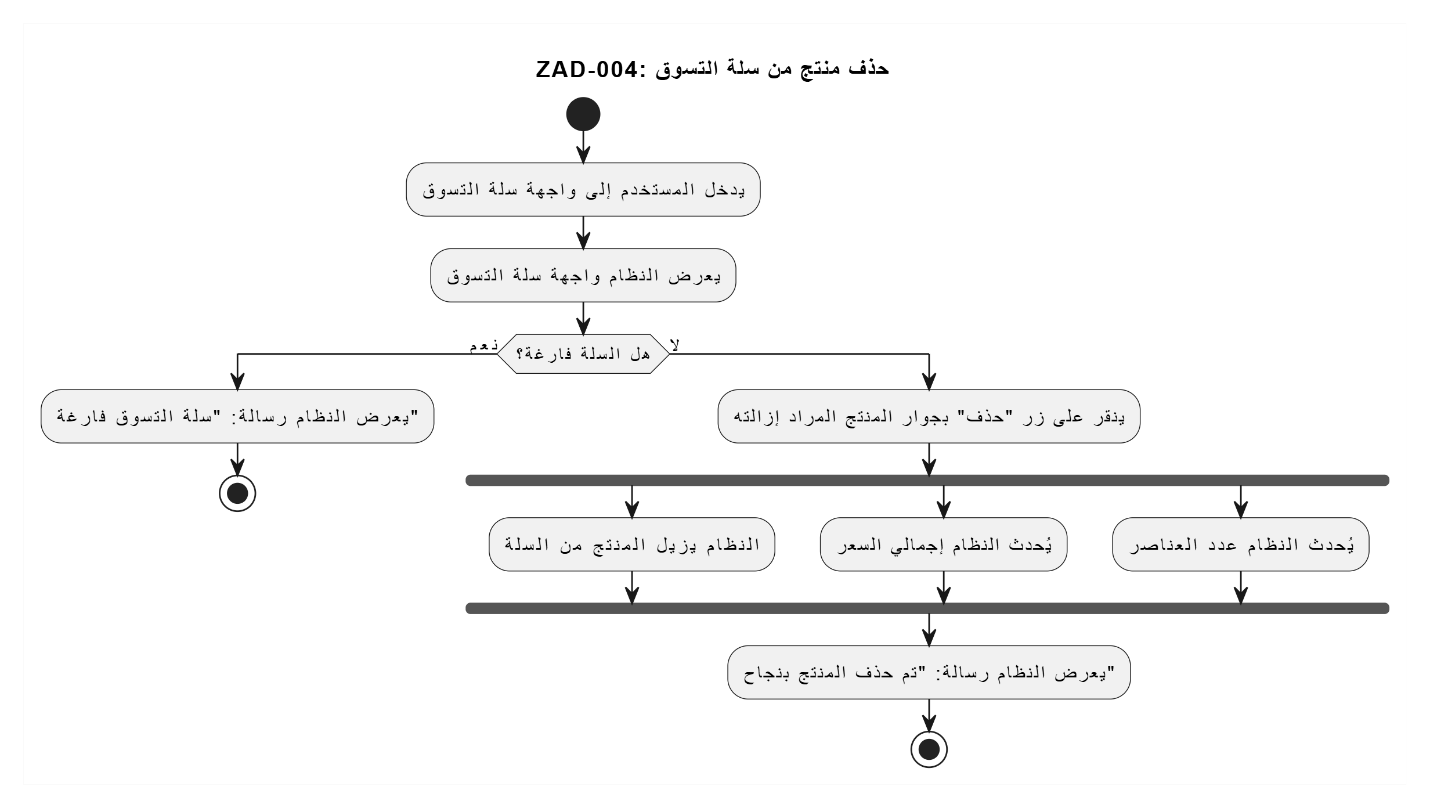 ZAD-004: حذف منتج من سلة التسوق
يدخل المستخدم إلى واجهة سلة التسوق
يعرض النظام واجهة سلة التسوق
هل السلة فارغة؟
نعم
لا
يعرض النظام رسالة: "سلة التسوق فارغة"
ينقر على زر "حذف" بجوار المنتج المراد إزالته
النظام يزيل المنتج من السلة
يُحدث النظام إجمالي السعر
يُحدث النظام عدد العناصر
يعرض النظام رسالة: "تم حذف المنتج بنجاح"